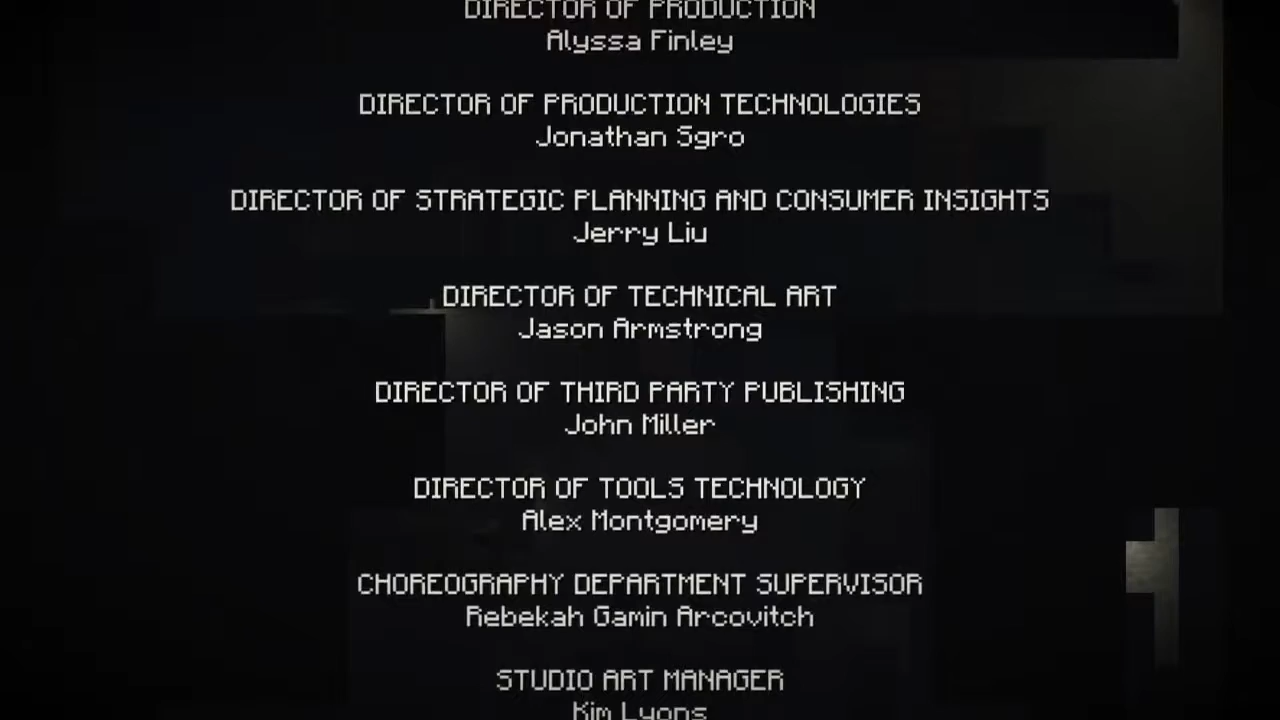 DIRECTOR OF PRODUCTION
Alyssa Finley
DIRECTOR OF PRODUCTION TECHNOLOGIES
Jonathan Sgro
DIRECTOR OF STRATEGIC PLANNING AND CONSUMER INSIGHTS
Jerry Liu
DIRECTOR OF TECHNICAL ART
Jason Armstrong
DIRECTOR OF THIRD PARTY PUBLISHING
John Miller
DIRECTOR OF TOOLS TECHNOLOGY
Alex Montgomery
CHOREOGRAPHY DEPARTMENT SUPERVISOR
Rebekah Gamin Arcovitch
STUDIO ART MANAGER
Kim Lyons